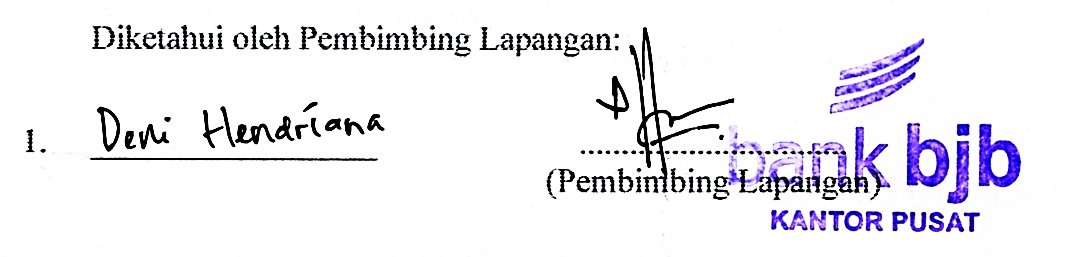 Diketahui oleh Pembimbing Lapangan:
1. Deni Hendriana
(Pembimbing Lapangan)
bank bjb
KANTOR PUSAT